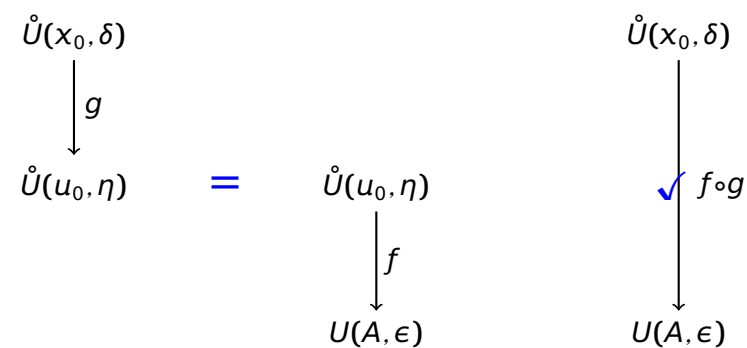 Ů(x₀,δ) Ů(x₀,δ)
g
Ů(u₀,η) = Ů(u₀,η) ✓ f∘g
f
U(A,ϵ) U(A,ϵ)